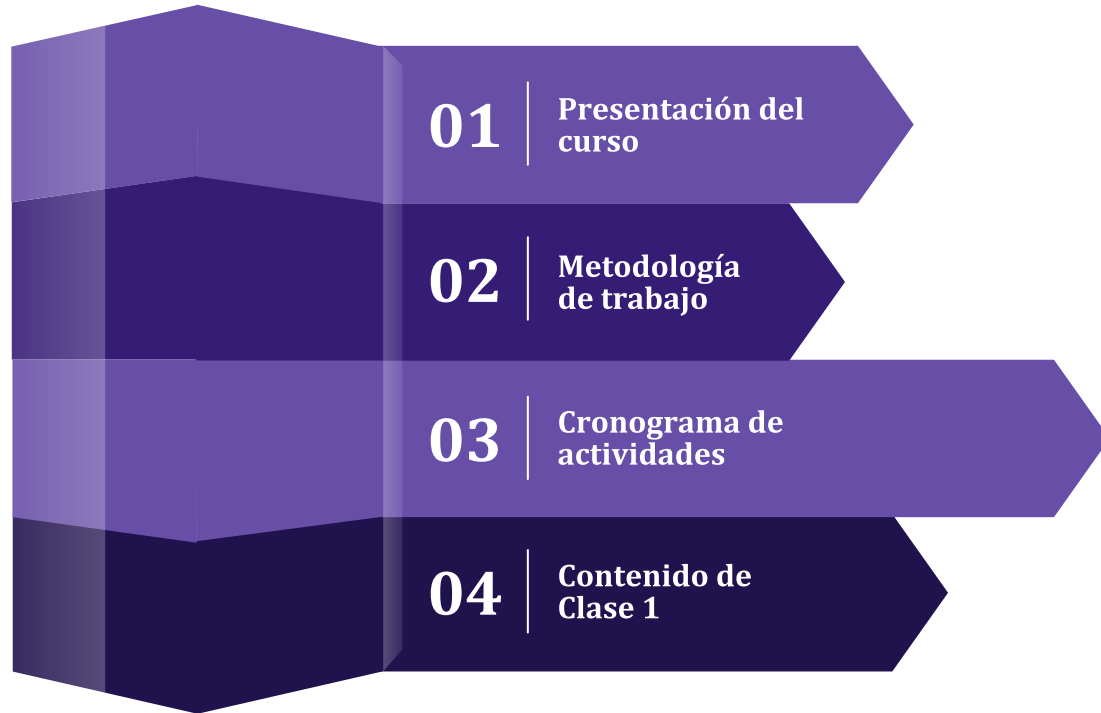 01
Presentación del
curso
02
Metodología
de trabajo
03
Cronograma de
actividades
04
Contenido de
Clase 1